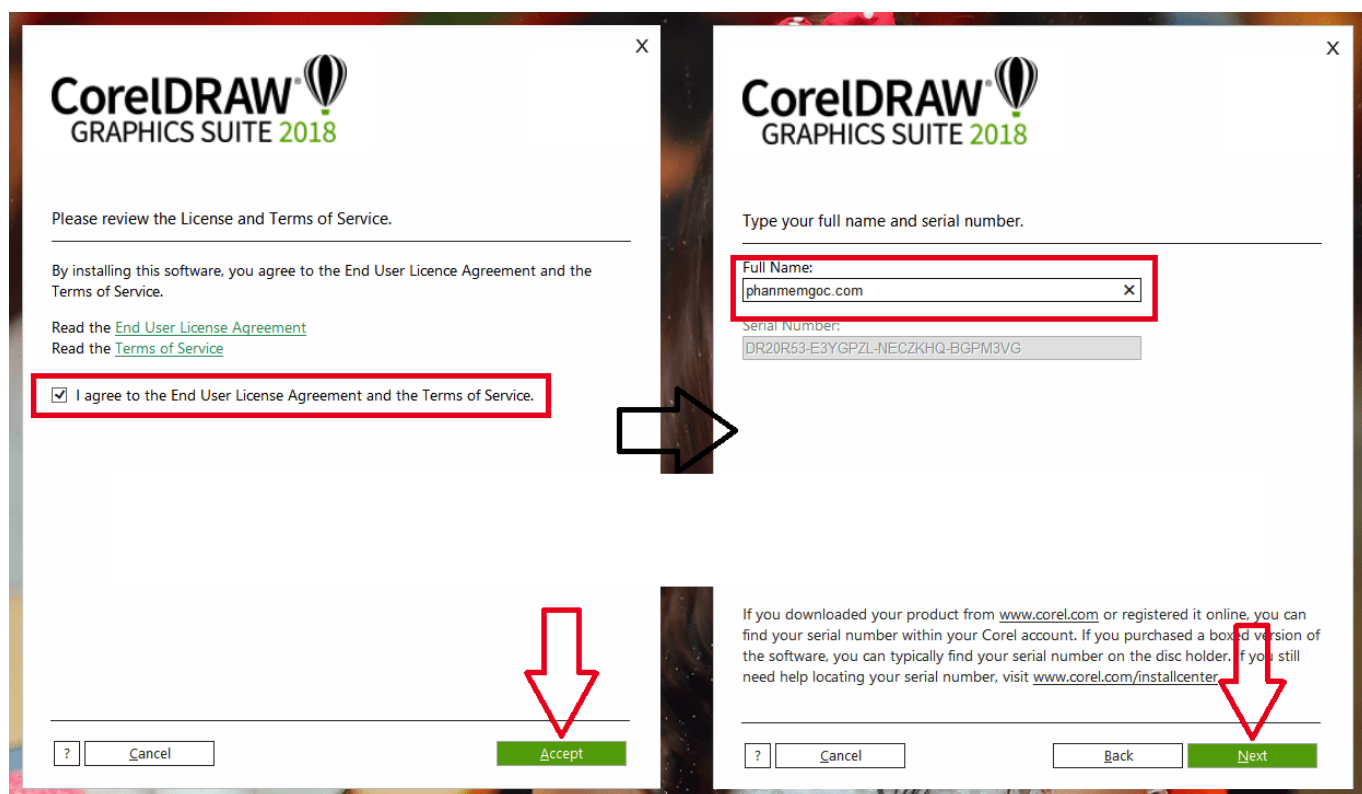 X
CorelDRAW®
GRAPHICS SUITE 2018
Please review the License and Terms of Service.
By installing this software, you agree to the End User Licence Agreement and the
Terms of Service.
Read the End User License Agreement
Read the Terms of Service
I agree to the End User License Agreement and the Terms of Service.
?
Cancel
Accept
X
CorelDRAW®
GRAPHICS SUITE 2018
Type your full name and serial number.
Full Name:
phanmemgoc.com
Serial Number:
DR20R53-E3YGPZL-NECZKHQ-BGPM3VG
If you downloaded your product from www.corel.com or registered it online, you can
find your serial number within your Corel account. If you purchased a boxed version of
the software, you can typically find your serial number on the disc holder. If you still
need help locating your serial number, visit www.corel.com/installcenter
?
Cancel
Back
Next